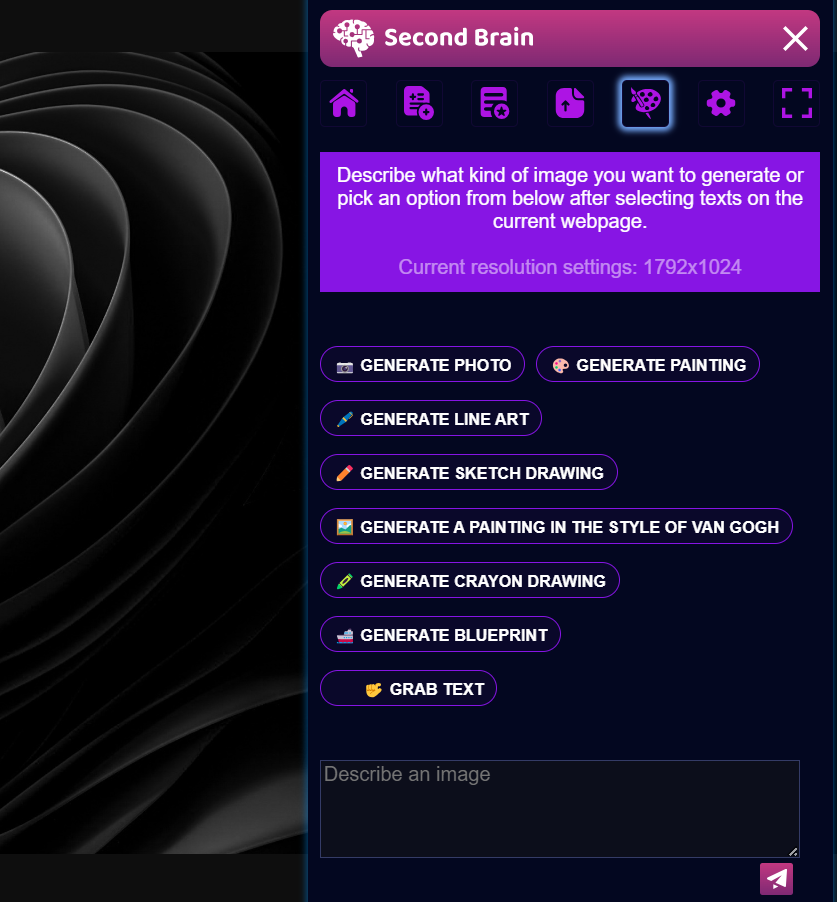 Second Brain
Describe what kind of image you want to generate or
pick an option from below after selecting texts on the
current webpage.
Current resolution settings: 1792x1024
GENERATE PHOTO
GENERATE PAINTING
GENERATE LINE ART
GENERATE SKETCH DRAWING
GENERATE A PAINTING IN THE STYLE OF VAN GOGH
GENERATE CRAYON DRAWING
GENERATE BLUEPRINT
GRAB TEXT
Describe an image